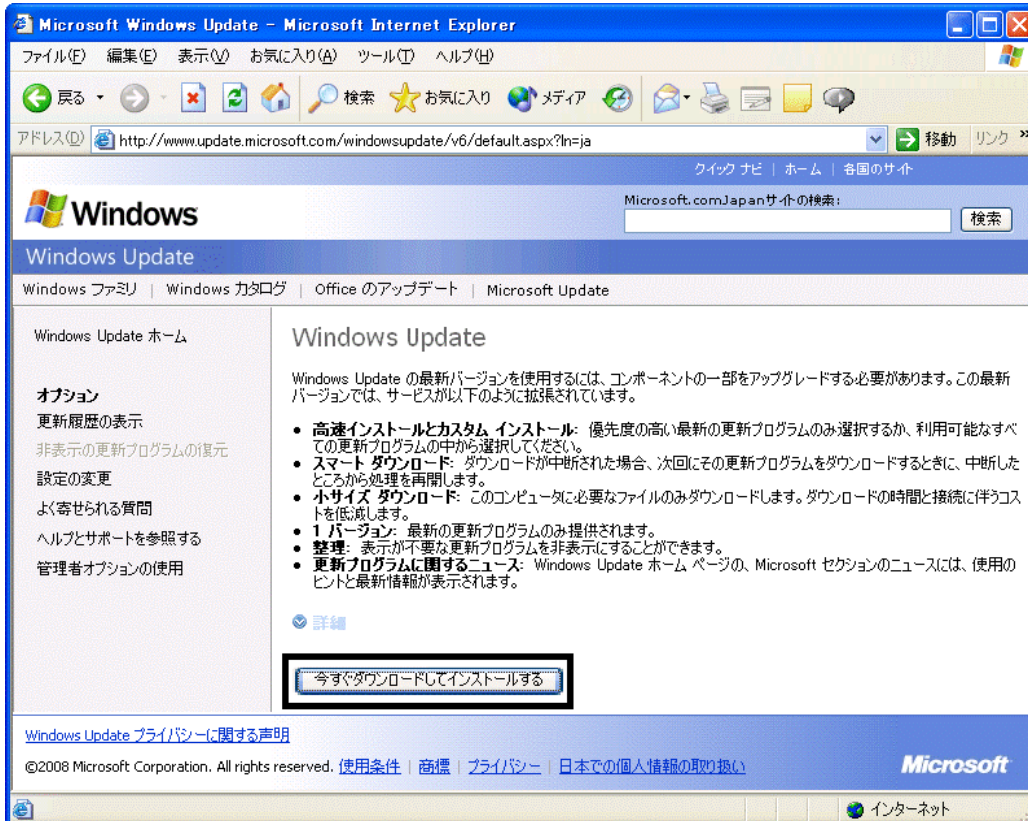 Microsoft Windows Update - Microsoft Internet Explorer
ファイル(F) 編集(E) 表示(V) お気に入り(A) ツール(T) ヘルプ(H)
戻る 検索 お気に入り メディア
アドレス(D) http://www.update.microsoft.com/windowsupdate/v6/default.aspx?ln=ja 移動 リンク »
クイック ナビ | ホーム | 各国のサイト
Windows
Microsoft.comJapanサイトの検索:
検索
Windows Update
Windows ファミリ | Windows カタログ | Office のアップデート | Microsoft Update
Windows Update ホーム
オプション
更新履歴の表示
非表示の更新プログラムの復元
設定の変更
よく寄せられる質問
ヘルプとサポートを参照する
管理者オプションの使用
Windows Update
Windows Update の最新バージョンを使用するには、コンポーネントの一部をアップグレードする必要があります。この最新
バージョンでは、サービスが以下のように拡張されています。
• 高速インストールとカスタム インストール: 優先度の高い最新の更新プログラムのみ選択するか、利用可能なすべ
ての更新プログラムの中から選択してください。
• スマート ダウンロード: ダウンロードが中断された場合、次回にその更新プログラムをダウンロードするときに、中断した
ところから処理を再開します。
• 小サイズ ダウンロード: このコンピュータに必要なファイルのみダウンロードします。ダウンロードの時間と接続に伴うコス
トを低減します。
• 1 バージョン: 最新の更新プログラムのみ提供されます。
• 整理: 表示が不要な更新プログラムを非表示にすることができます。
• 更新プログラムに関するニュース: Windows Update ホーム ページの、Microsoft セクションのニュースには、使用の
ヒントと最新情報が表示されます。
詳細
今すぐダウンロードしてインストールする
Windows Update プライバシーに関する声明
©2008 Microsoft Corporation. All rights reserved. 使用条件 | 商標 | プライバシー | 日本での個人情報の取り扱い
Microsoft
インターネット